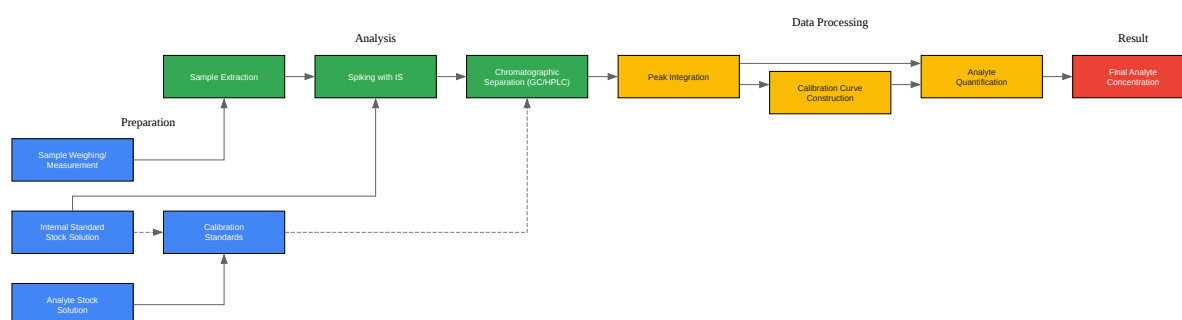 Data Processing
Analysis
Result
Sample Extraction
Spiking with IS
Chromatographic
Separation (GC/HPLC)
Peak Integration
Calibration Curve
Construction
Analyte
Quantification
Final Analyte
Concentration
Preparation
Sample Weighing/
Measurement
Internal Standard
Stock Solution
Calibration
Standards
Analyte Stock
Solution